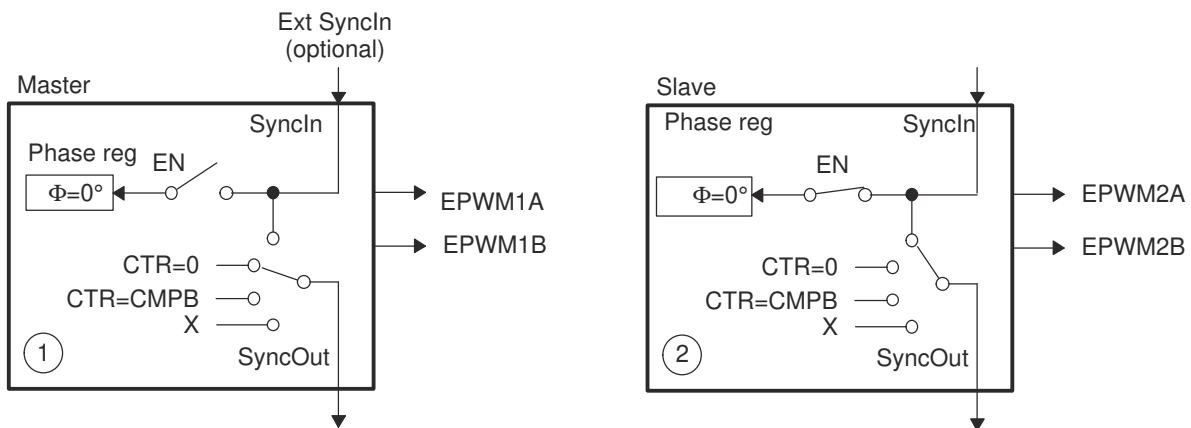 Ext SyncIn
(optional)
Master
SyncIn
Phase reg
EN
Φ=0°
EPWM1A
EPWM1B
CTR=0
CTR=CMPB
X
1
SyncOut
Slave
Phase reg
SyncIn
EN
Φ=0°
EPWM2A
EPWM2B
CTR=0
CTR=CMPB
X
2
SyncOut